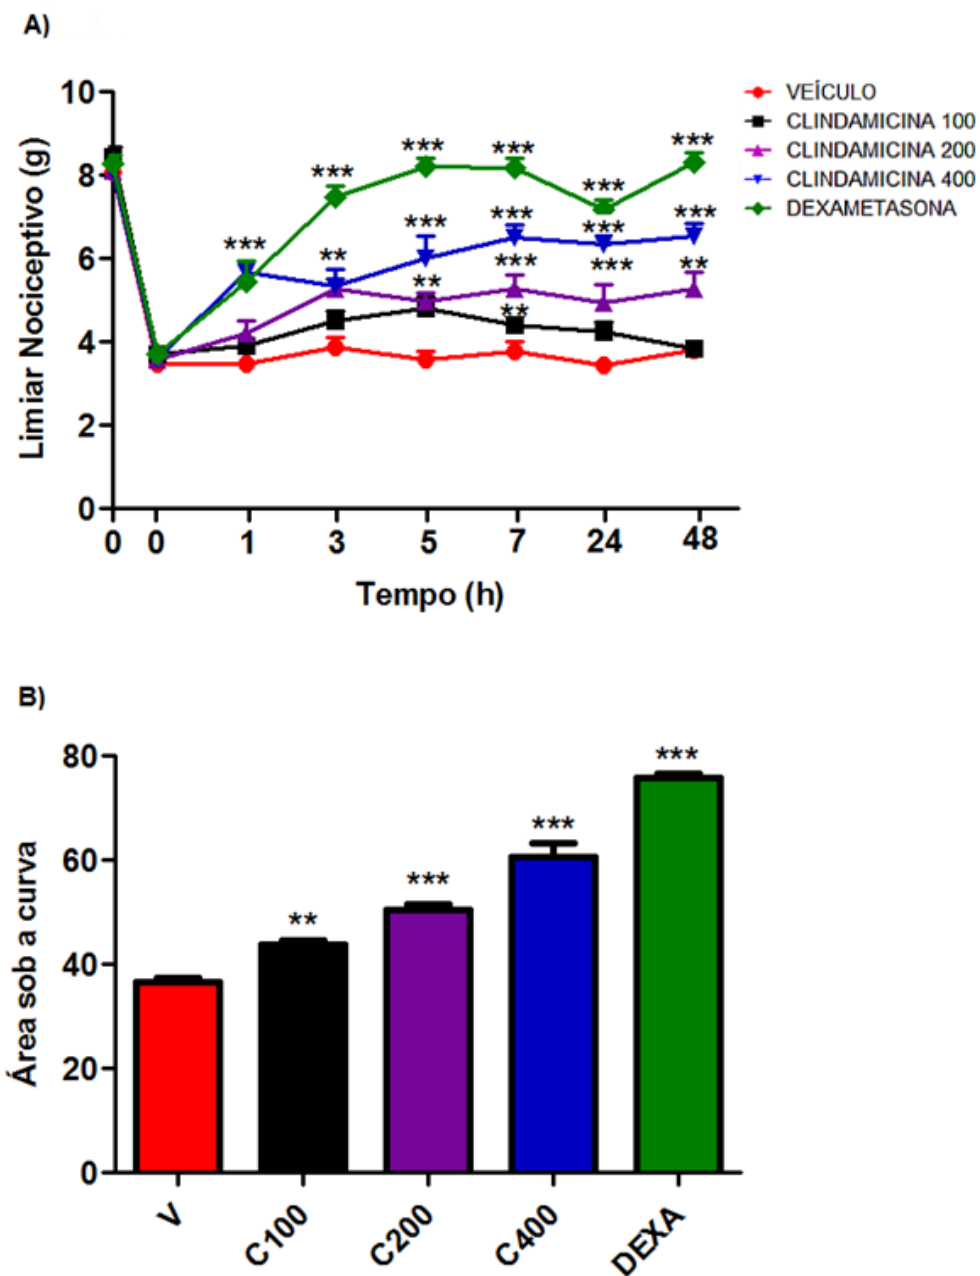 A)
10
8
6
4
2
0
Limiar Nociceptivo (g)
*** *** *** *** *** ***
*** ** *** *** *** ***
** *** *** **
**
VEÍCULO
CLINDAMICINA 100
CLINDAMICINA 200
CLINDAMICINA 400
DEXAMETASONA
0 0 1 3 5 7 24 48
Tempo (h)
B)
80
60
40
20
0
Área sob a curva
** *** *** ***
V C100 C200 C400 DEXA